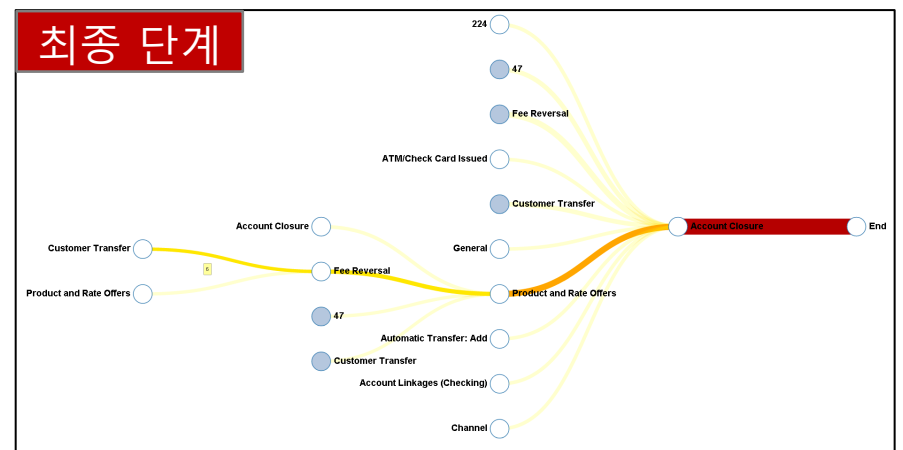 최종 단계
224
47
Fee Reversal
ATM/Check Card Issued
Customer Transfer
Account Closure
Account Closure
End
Customer Transfer
General
6
Fee Reversal
Product and Rate Offers
Product and Rate Offers
47
Automatic Transfer: Add
Customer Transfer
Account Linkages (Checking)
Channel